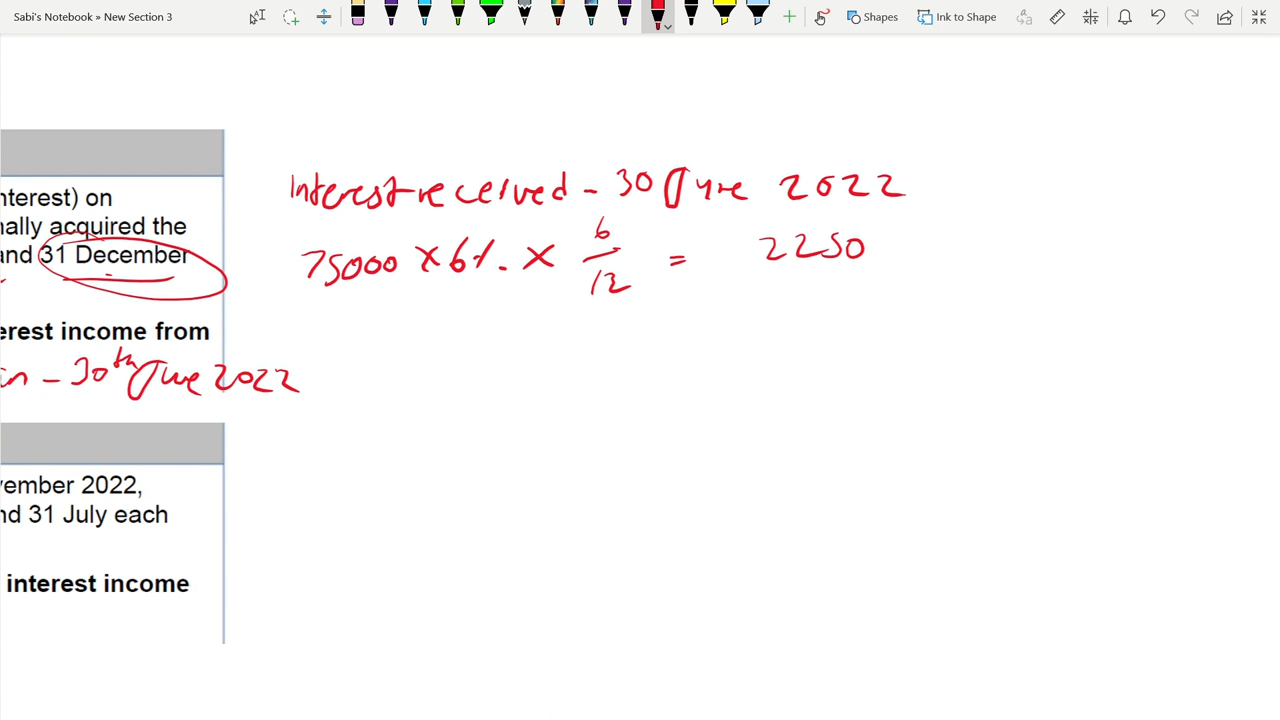 Sabi's Notebook » New Section 3
Shapes
Ink to Shape
nterest) on
nally acquired the
and 31 December
erest income from
- 30th June 2022
vember 2022,
nd 31 July each
interest income
Interest received - 30 June 2022
75000 × 6% × 6/12 = 2250